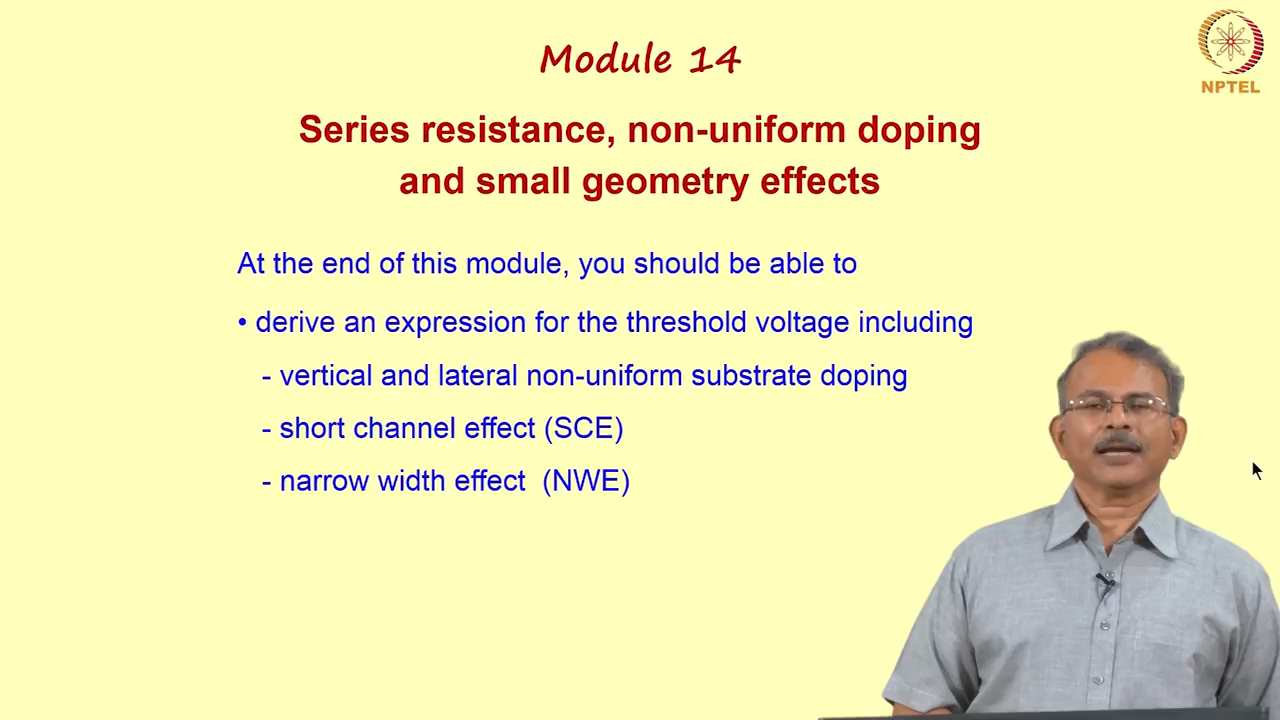 Module 14
NPTEL
Series resistance, non-uniform doping
and small geometry effects
At the end of this module, you should be able to
• derive an expression for the threshold voltage including
- vertical and lateral non-uniform substrate doping
- short channel effect (SCE)
- narrow width effect (NWE)